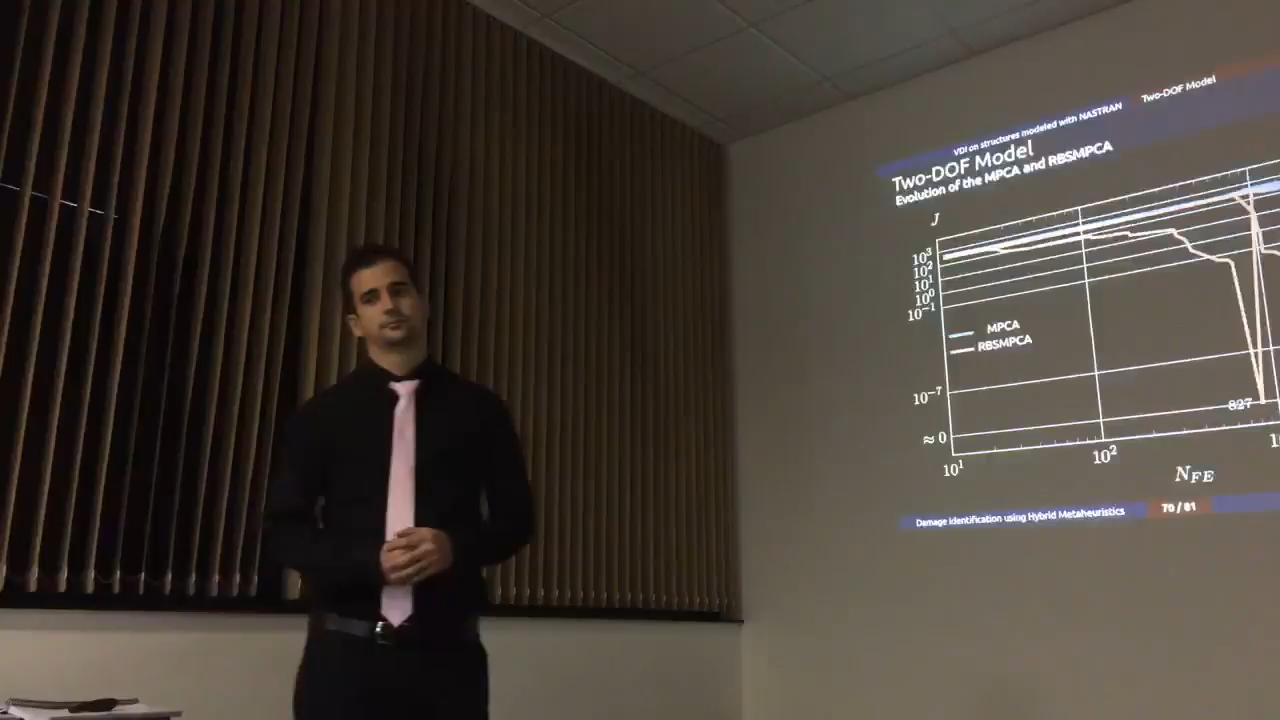 VDI on structures modeled with NASTRAN Two-DOF Model
Two-DOF Model
Evolution of the MPCA and RBSMPCA
J
10³
10²
10¹
10⁰
10⁻¹
MPCA
RBSMPCA
10⁻⁷
827
≈ 0
10¹
10²
N_FE
Damage Identification using Hybrid Metaheuristics 70 / 81